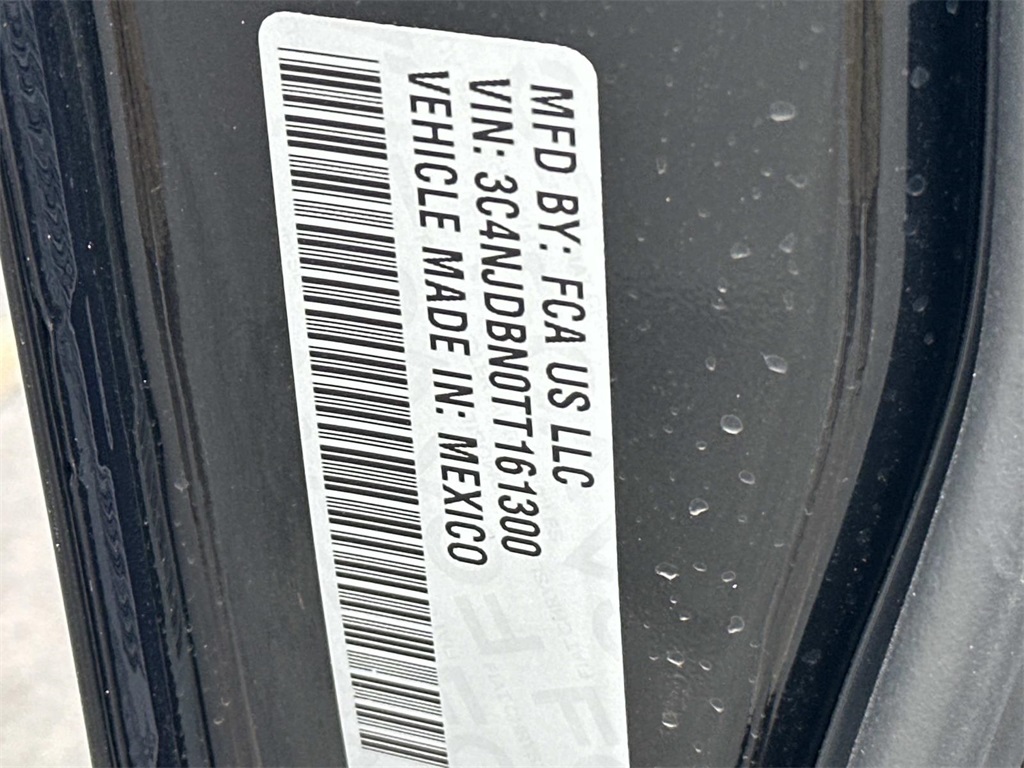 MFD BY: FCA US LLC
VIN: 3C4NJDBN0TT161300
VEHICLE MADE IN: MEXICO